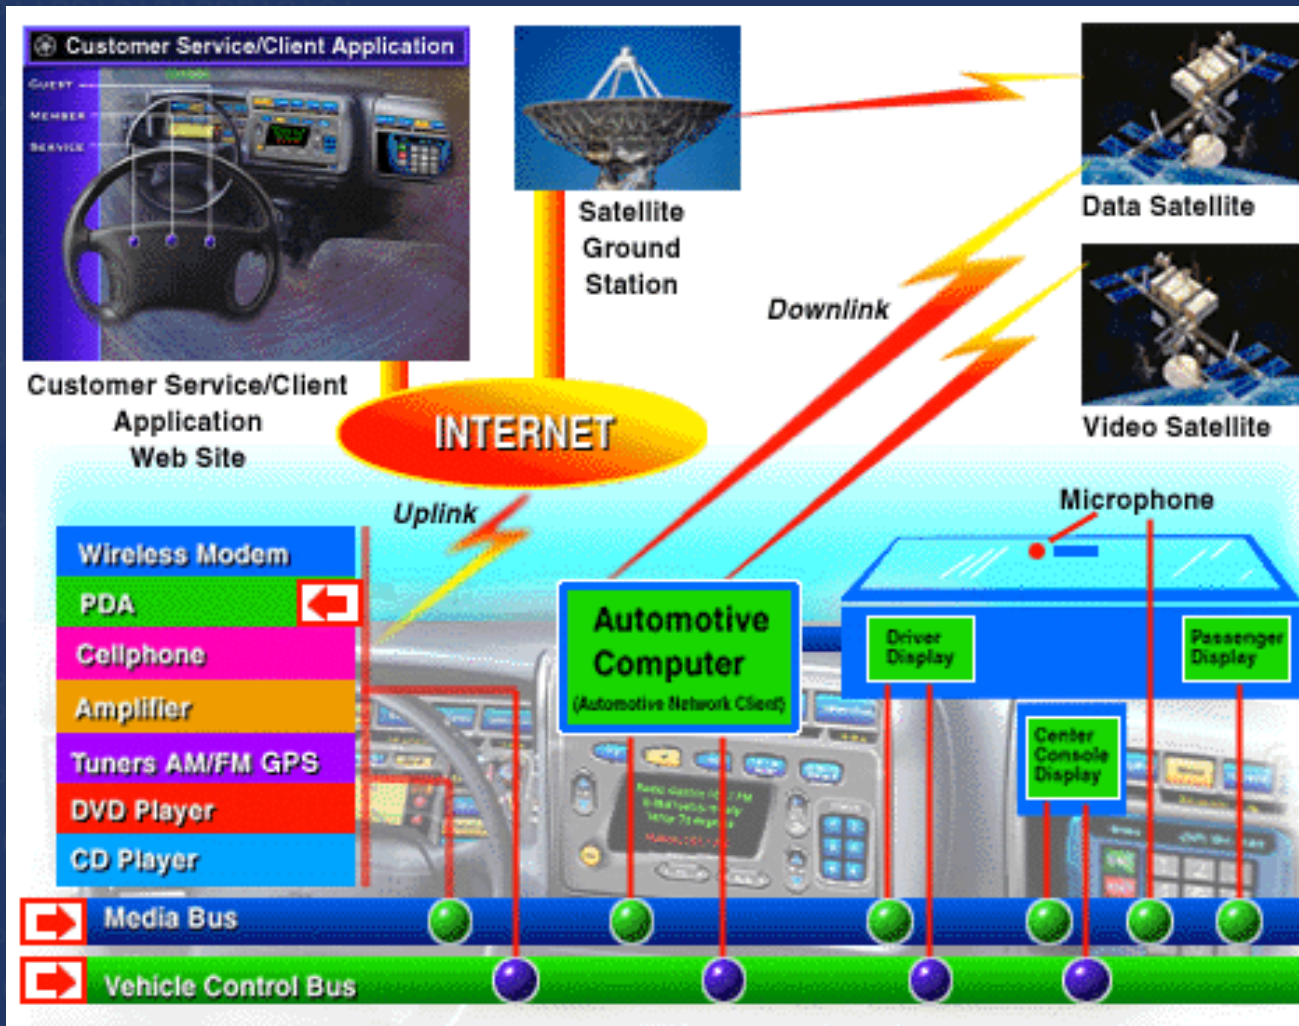 Customer Service/Client Application
GUEST
MEMBER
SERVICE
Customer Service/Client
Application
Web Site
Satellite
Ground
Station
Data Satellite
Downlink
Video Satellite
INTERNET
Uplink
Microphone
Wireless Modem
PDA
Cellphone
Amplifier
Tuners AM/FM GPS
DVD Player
CD Player
Automotive
Computer
(Automotive Network Client)
Driver
Display
Passenger
Display
Center
Console
Display
Media Bus
Vehicle Control Bus